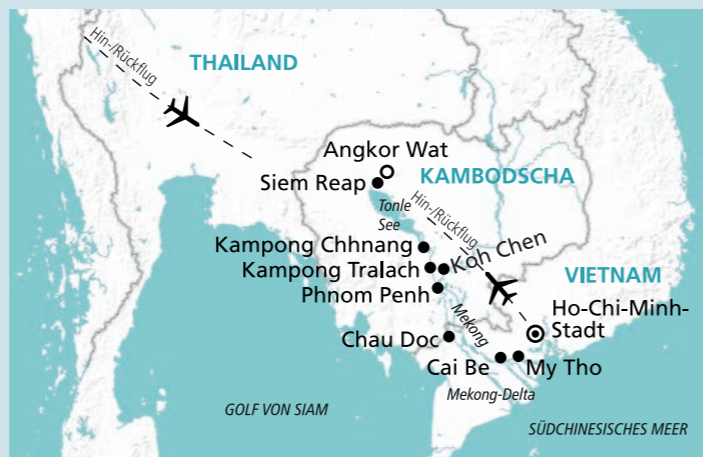 Hin-/Rückflug
THAILAND
Angkor Wat
KAMBODSCHA
Siem Reap
Tonle
See
Hin-/Rückflug
Kampong Chhnang
Koh Chen
Kampong Tralach
VIETNAM
Phnom Penh
Ho-Chi-Minh-
Stadt
Mekong
Chau Doc
Cai Be
My Tho
Mekong-Delta
GOLF VON SIAM
SÜDCHINESISCHES MEER